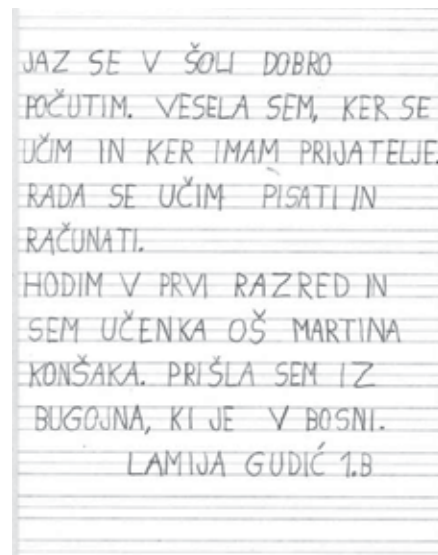 JAZ SE V ŠOLI DOBRO
POČUTIM. VESELA SEM, KER SE
UČIM IN KER IMAM PRIJATELJE.
RADA SE UČIM PISATI IN
RAČUNATI.
HODIM V PRVI RAZRED IN
SEM UČENKA OŠ MARTINA
KONŠAKA. PRIŠLA SEM IZ
BUGOJNA, KI JE V BOSNI.
LAMIJA GUDIĆ 1.B